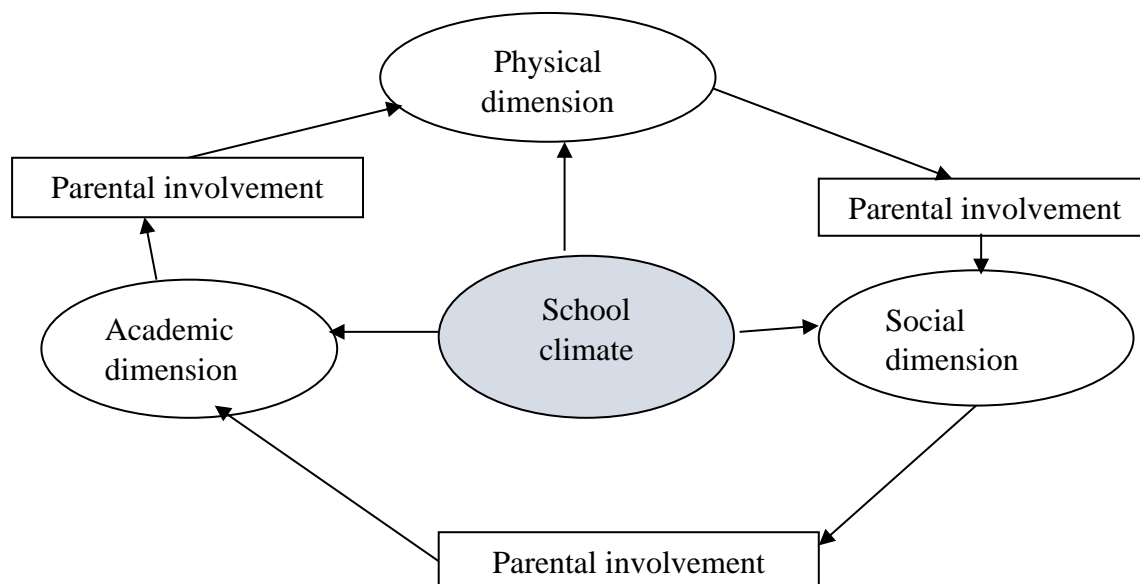 Physical
dimension
Parental involvement
Parental involvement
School
climate
Academic
dimension
Social
dimension
Parental involvement